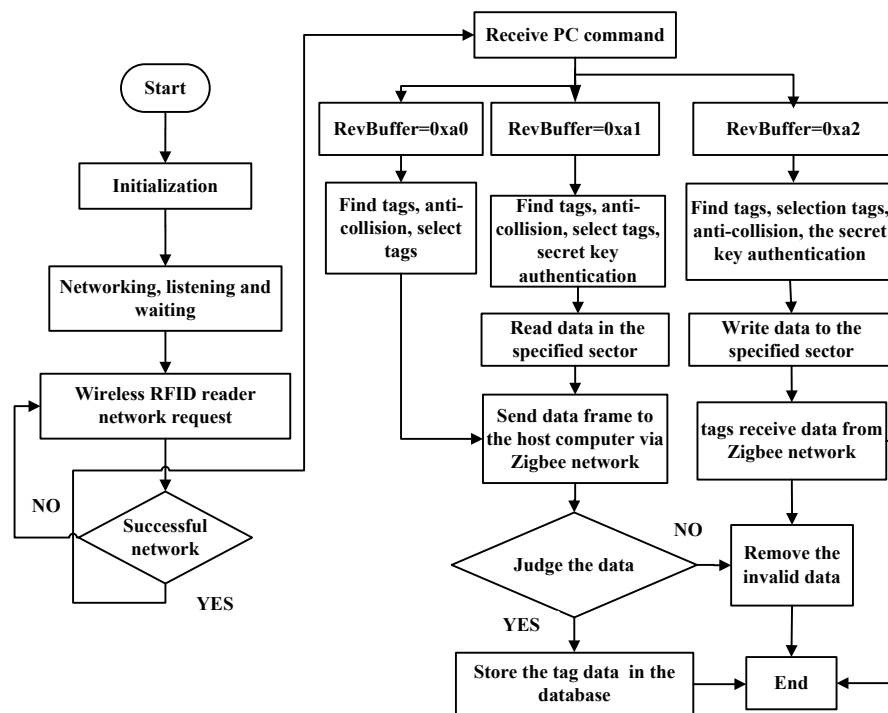 Start
Initialization
Networking, listening and
waiting
Wireless RFID reader
network request
NO
Successful
network
YES
Receive PC command
RevBuffer=0xa0
RevBuffer=0xa1
RevBuffer=0xa2
Find tags, anti-
collision, select
tags
Find tags, anti-
collision, select tags,
secret key
authentication
Find tags, selection tags,
anti-collision, the secret
key authentication
Read data in the
specified sector
Write data to the
specified sector
Send data frame to
the host computer via
Zigbee network
tags receive data from
Zigbee network
Judge the data
NO
Remove the
invalid data
YES
Store the tag data in the
database
End